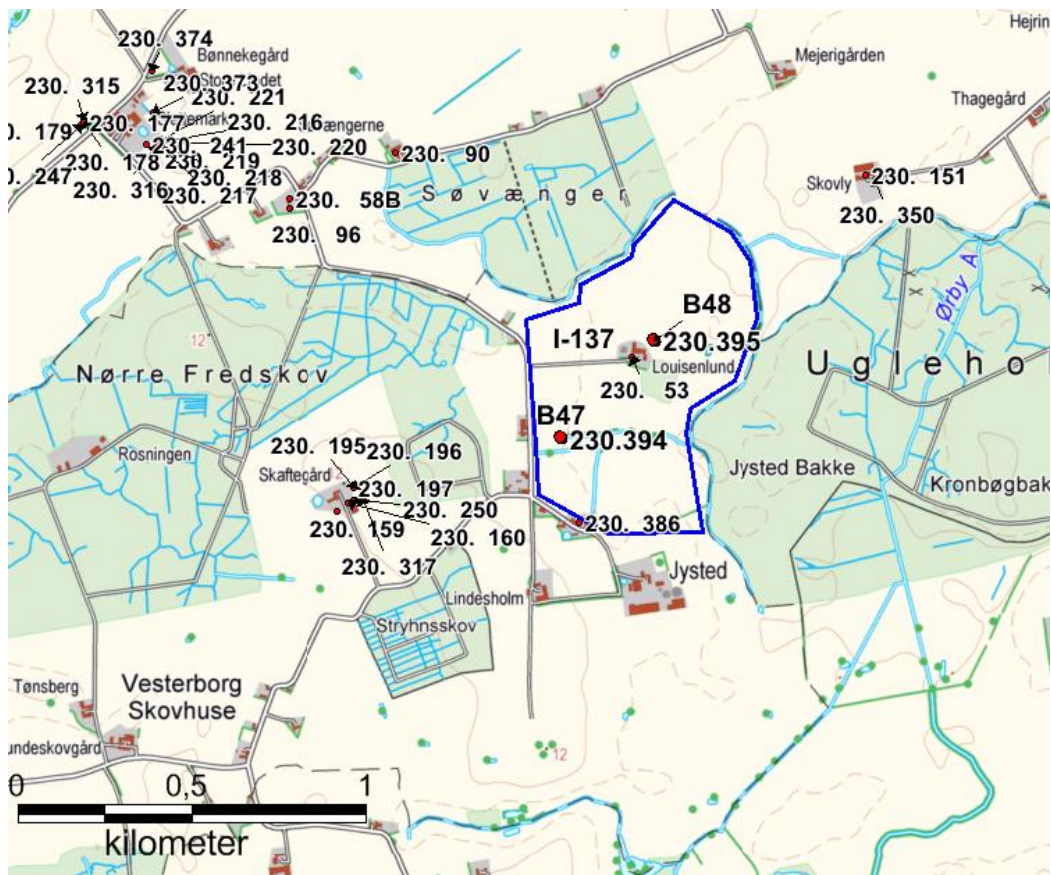 Hejrin
230. 374
Bønnekegård
Mejerigården
230. 315
230. 373
230. 221
Thagegård
230. 177
230. 216
179
230. 241
230. 220
230. 90
230. 178
230. 219
247
230. 218
Skovly
230. 151
230. 316
230. 217
230. 58B
Søvænger
230. 350
230. 96
Ørby Å
B48
I-137
230.395
12
Louisenlund
Ugleho
Nørre Fredskov
230. 53
B47
230.394
230. 195
230. 196
Rosningen
Jysted Bakke
Skaftegård
230. 197
Kronbøgbak
230. 250
230. 159
230. 386
230. 160
230. 317
Jysted
Lindesholm
Stryhnsskov
Tønsberg
Vesterborg
Skovhuse
undeskovgård
12
0 0,5 1
kilometer